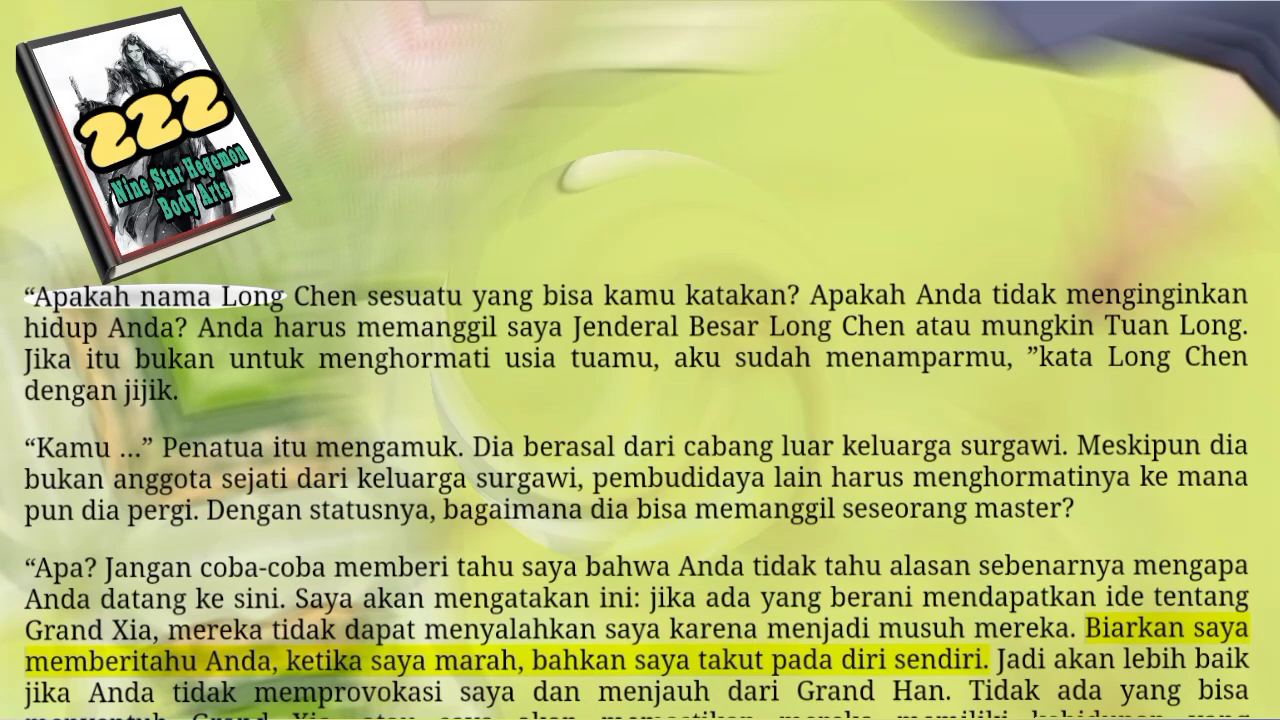 222
Nine Star Hegemon
Body Arts
“Apakah nama Long Chen sesuatu yang bisa kamu katakan? Apakah Anda tidak menginginkan
hidup Anda? Anda harus memanggil saya Jenderal Besar Long Chen atau mungkin Tuan Long.
Jika itu bukan untuk menghormati usia tuamu, aku sudah menamparmu, ”kata Long Chen
dengan jijik.
“Kamu …” Penatua itu mengamuk. Dia berasal dari cabang luar keluarga surgawi. Meskipun dia
bukan anggota sejati dari keluarga surgawi, pembudidaya lain harus menghormatinya ke mana
pun dia pergi. Dengan statusnya, bagaimana dia bisa memanggil seseorang master?
“Apa? Jangan coba-coba memberi tahu saya bahwa Anda tidak tahu alasan sebenarnya mengapa
Anda datang ke sini. Saya akan mengatakan ini: jika ada yang berani mendapatkan ide tentang
Grand Xia, mereka tidak dapat menyalahkan saya karena menjadi musuh mereka. Biarkan saya
memberitahu Anda, ketika saya marah, bahkan saya takut pada diri sendiri. Jadi akan lebih baik
jika Anda tidak memprovokasi saya dan menjauh dari Grand Han. Tidak ada yang bisa